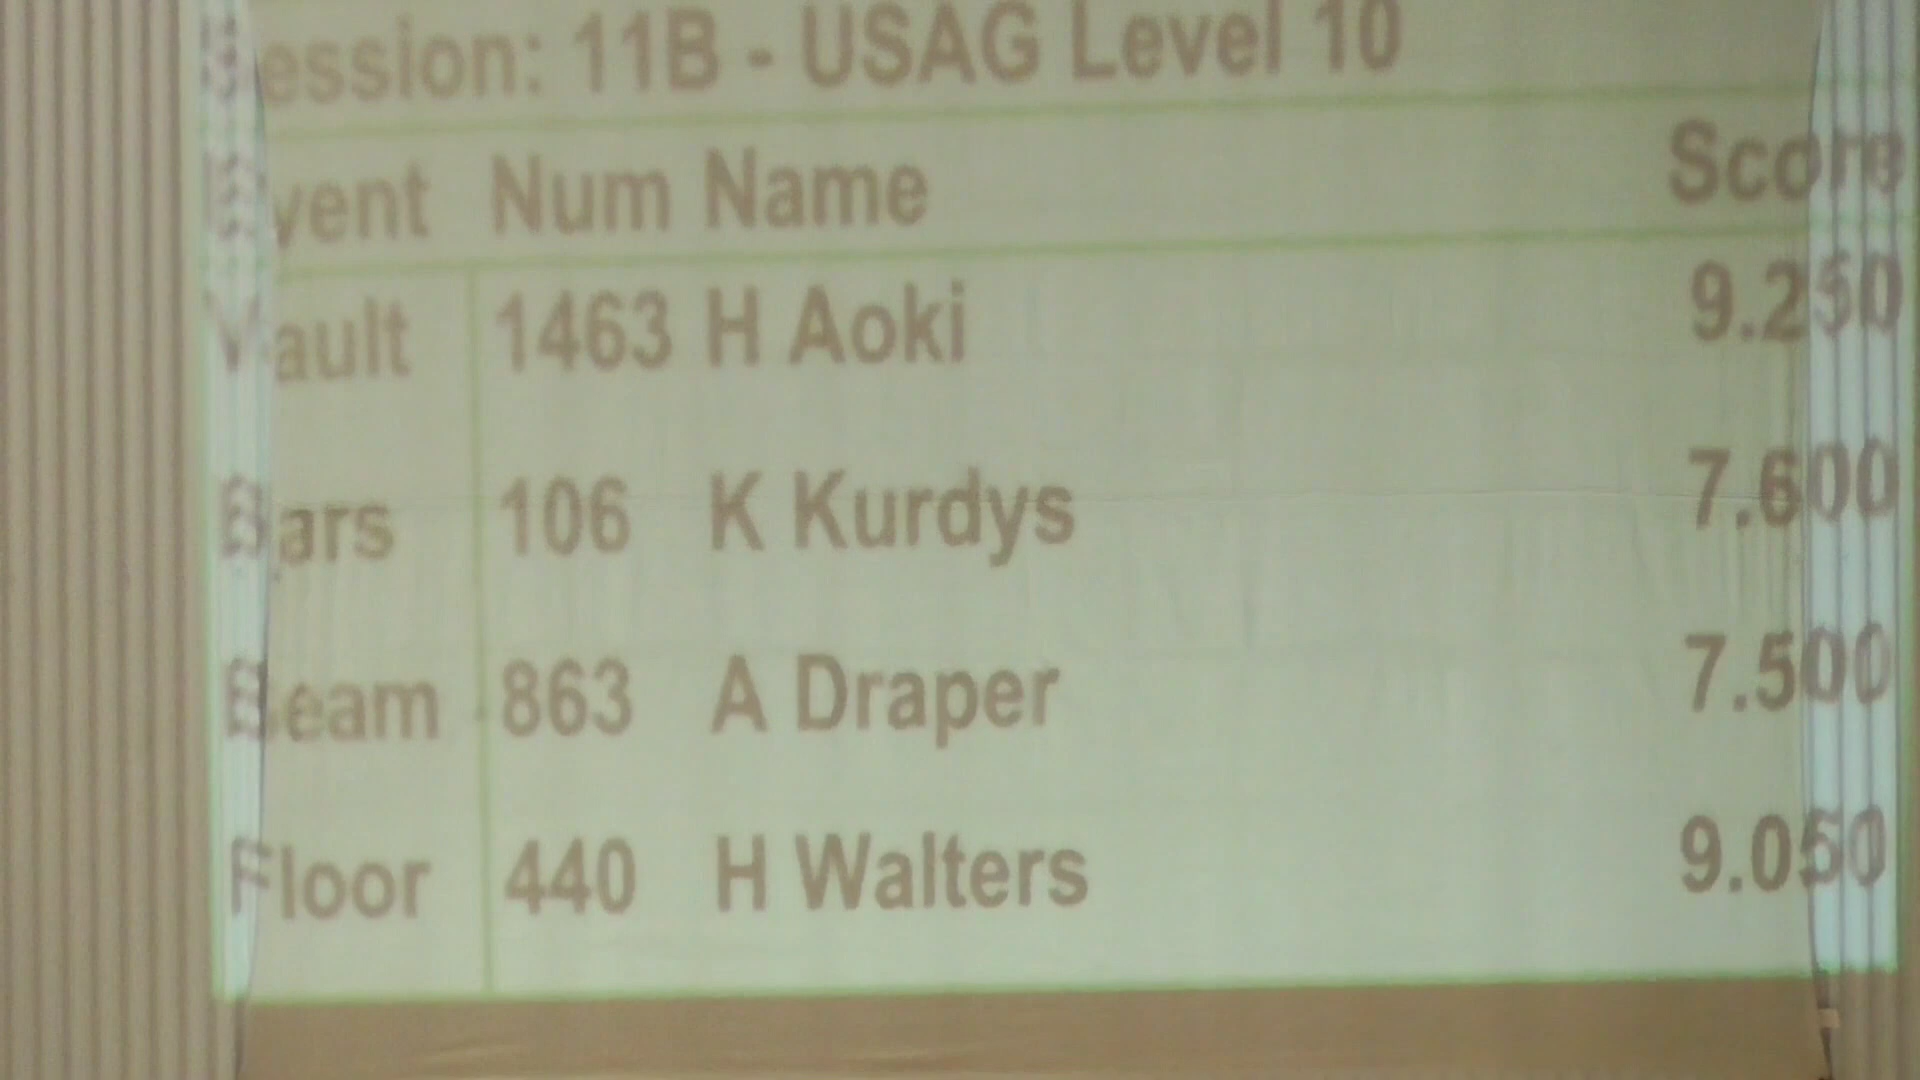 Session: 11B - USAG Level 10
Event Num Name Score
Vault 1463 H Aoki 9.250
Bars 106 K Kurdys 7.600
Beam 863 A Draper 7.500
Floor 440 H Walters 9.050